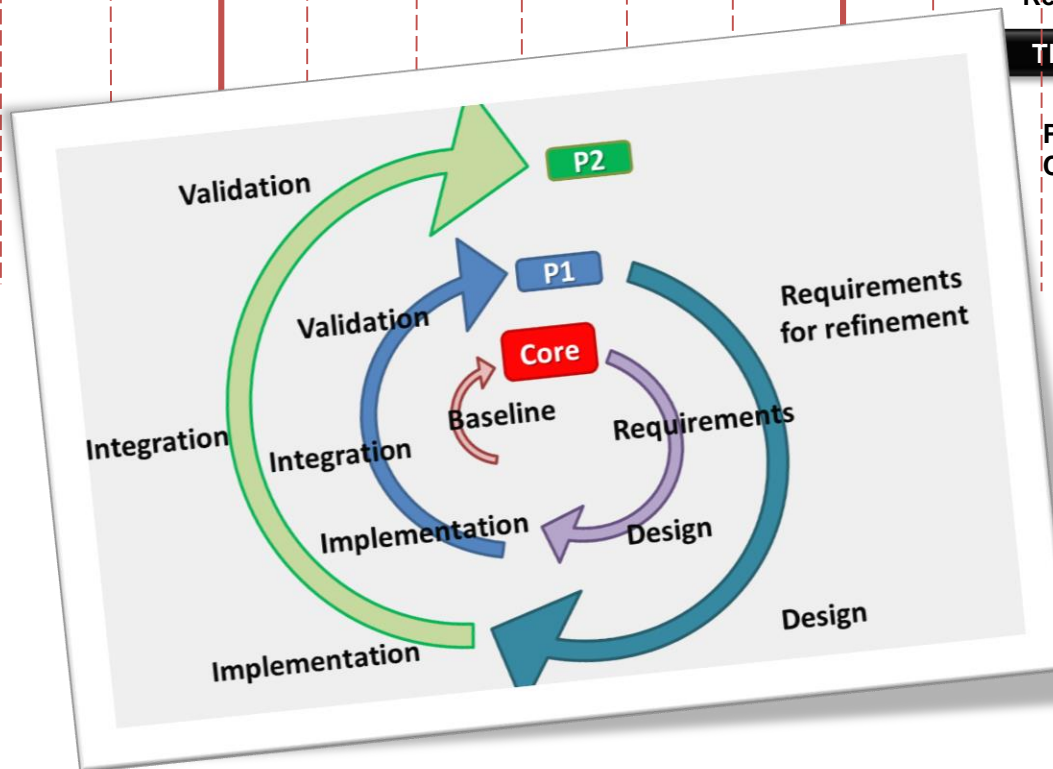 P2
Validation
P1
Requirements
for refinement
Validation
Core
Baseline
Requirements
Integration
Integration
Implementation
Design
Design
Implementation